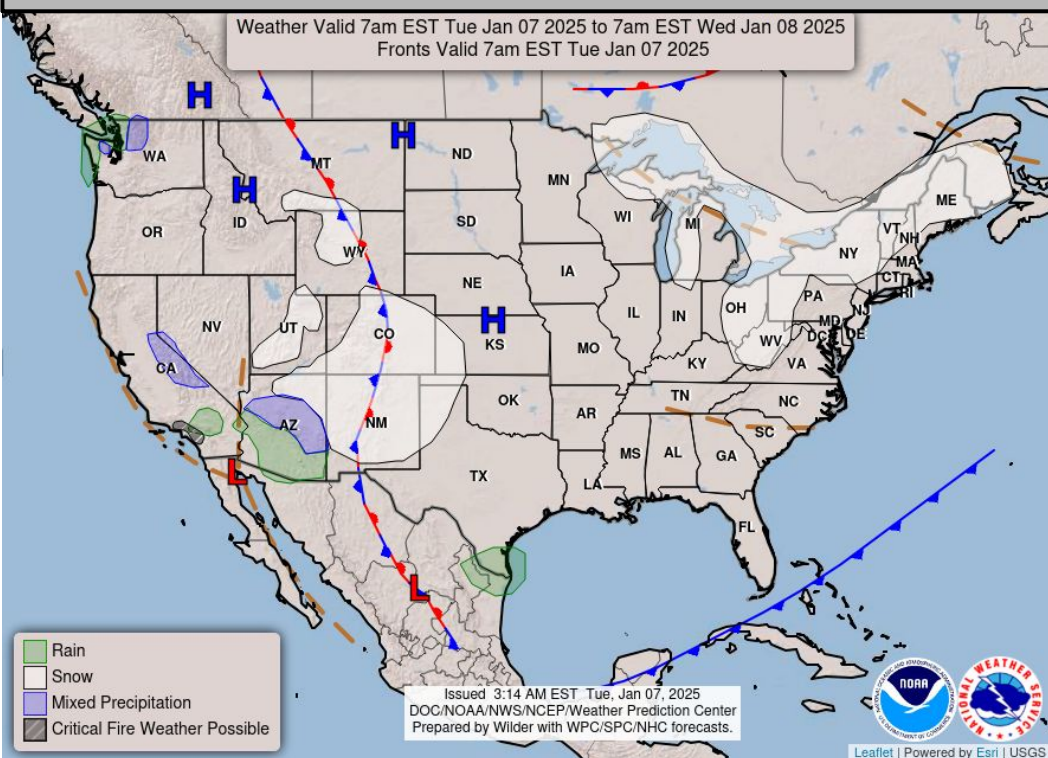 Weather Valid 7am EST Tue Jan 07 2025 to 7am EST Wed Jan 08 2025
Fronts Valid 7am EST Tue Jan 07 2025
H
H
WA
MT
ND
MN
H
ID
OR
SD
WI
MI
ME
VT
NH
NY
MA
CT
RI
WY
IA
NE
NV
UT
CO
H
KS
IL
IN
OH
PA
NJ
MD
DE
DC
WV
VA
MO
KY
CA
AZ
NM
OK
AR
TN
NC
SC
L
TX
MS
AL
GA
LA
FL
L
Rain
Snow
Mixed Precipitation
Critical Fire Weather Possible
Issued 3:14 AM EST Tue, Jan 07, 2025
DOC/NOAA/NWS/NCEP/Weather Prediction Center
Prepared by Wilder with WPC/SPC/NHC forecasts.
NOAA
NATIONAL WEATHER SERVICE
Leaflet | Powered by Esri | USGS